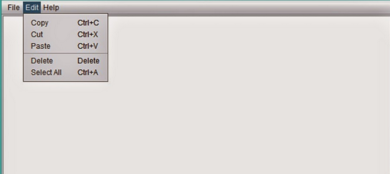 File Edit Help
Copy Ctrl+C
Cut Ctrl+X
Paste Ctrl+V
Delete Delete
Select All Ctrl+A